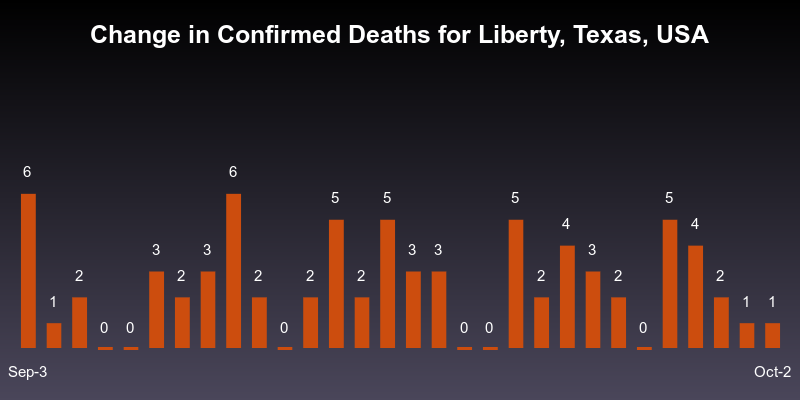 Change in Confirmed Deaths for Liberty, Texas, USA
6 1 2 0 0 3 2 3 6 2 0 2 5 2 5 3 3 0 0 5 2 4 3 2 0 5 4 2 1 1
Sep-3 Oct-2